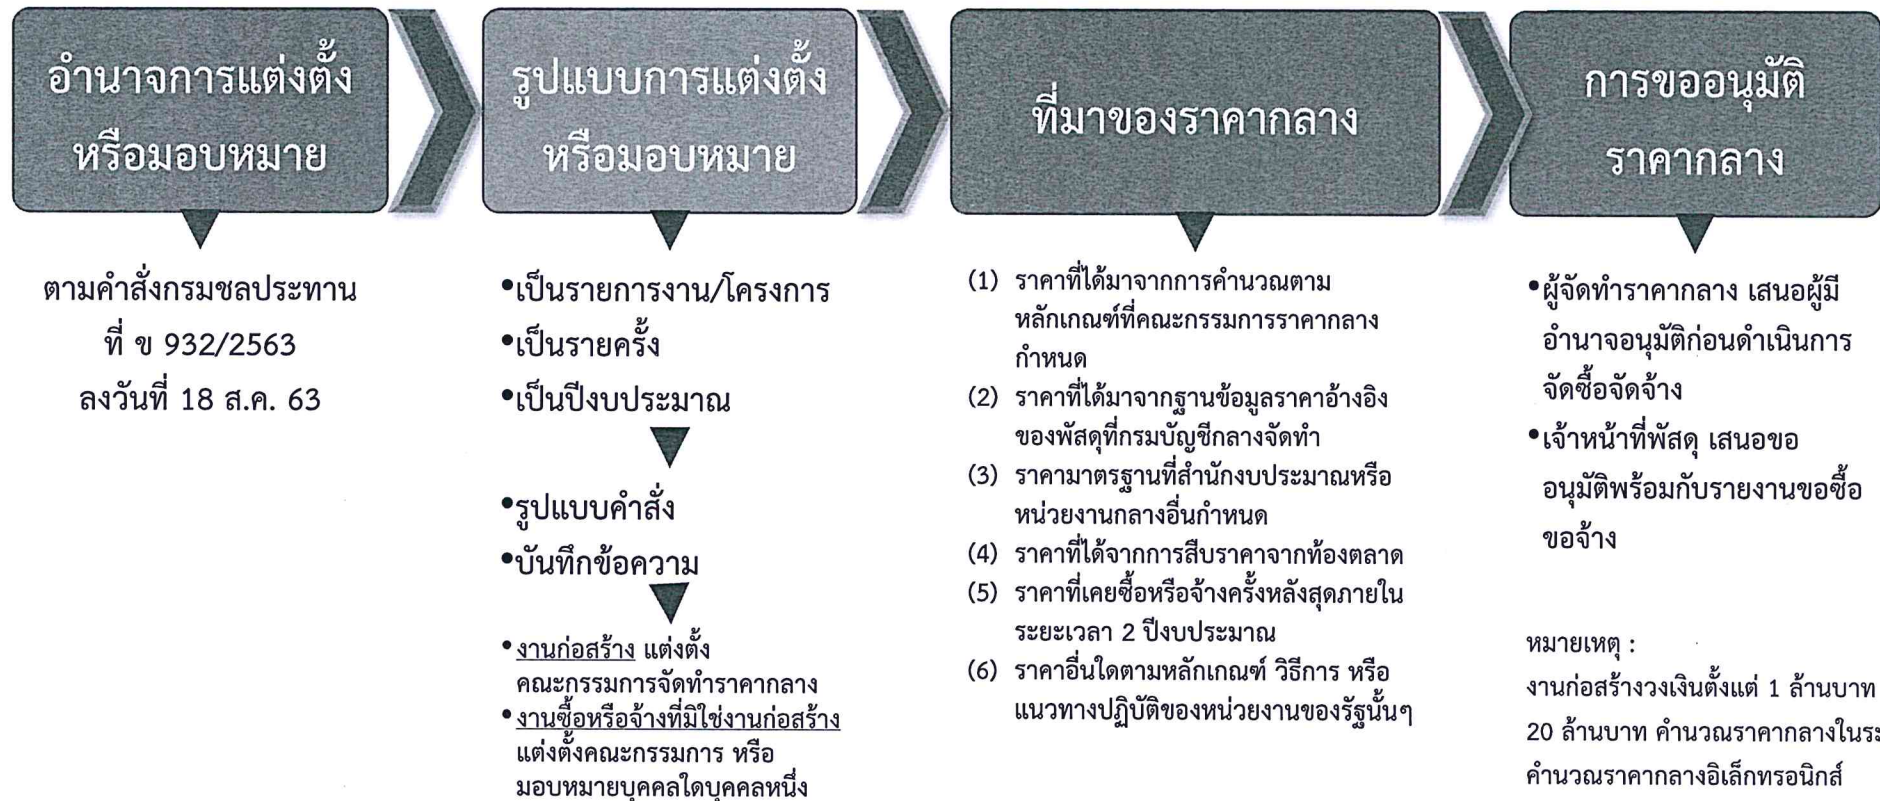 อำนาจการแต่งตั้ง
หรือมอบหมาย
ตามคำสั่งกรมชลประทาน
ที่ ข 932/2563
ลงวันที่ 18 ส.ค. 63
รูปแบบการแต่งตั้ง
หรือมอบหมาย
•เป็นรายการงาน/โครงการ
•เป็นรายครั้ง
•เป็นปีงบประมาณ
•รูปแบบคำสั่ง
•บันทึกข้อความ
•งานก่อสร้าง แต่งตั้ง
คณะกรรมการจัดทำราคากลาง
•งานซื้อหรือจ้างที่มิใช่งานก่อสร้าง
แต่งตั้งคณะกรรมการ หรือ
มอบหมายบุคคลใดบุคคลหนึ่ง
ที่มาของราคากลาง
(1) ราคาที่ได้มาจากการคำนวณตาม
หลักเกณฑ์ที่คณะกรรมการราคากลาง
กำหนด
(2) ราคาที่ได้มาจากฐานข้อมูลราคาอ้างอิง
ของพัสดุที่กรมบัญชีกลางจัดทำ
(3) ราคามาตรฐานที่สำนักงบประมาณหรือ
หน่วยงานกลางอื่นกำหนด
(4) ราคาที่ได้จากการสืบราคาจากท้องตลาด
(5) ราคาที่เคยซื้อหรือจ้างครั้งหลังสุดภายใน
ระยะเวลา 2 ปีงบประมาณ
(6) ราคาอื่นใดตามหลักเกณฑ์ วิธีการ หรือ
แนวทางปฏิบัติของหน่วยงานของรัฐนั้นๆ
การขออนุมัติ
ราคากลาง
•ผู้จัดทำราคากลาง เสนอผู้มี
อำนาจอนุมัติก่อนดำเนินการ
จัดซื้อจัดจ้าง
•เจ้าหน้าที่พัสดุ เสนอขอ
อนุมัติพร้อมกับรายงานขอซื้อ
ขอจ้าง
หมายเหตุ :
งานก่อสร้างวงเงินตั้งแต่ 1 ล้านบาท
20 ล้านบาท คำนวณราคากลางในระ
คำนวณราคากลางอิเล็กทรอนิกส์